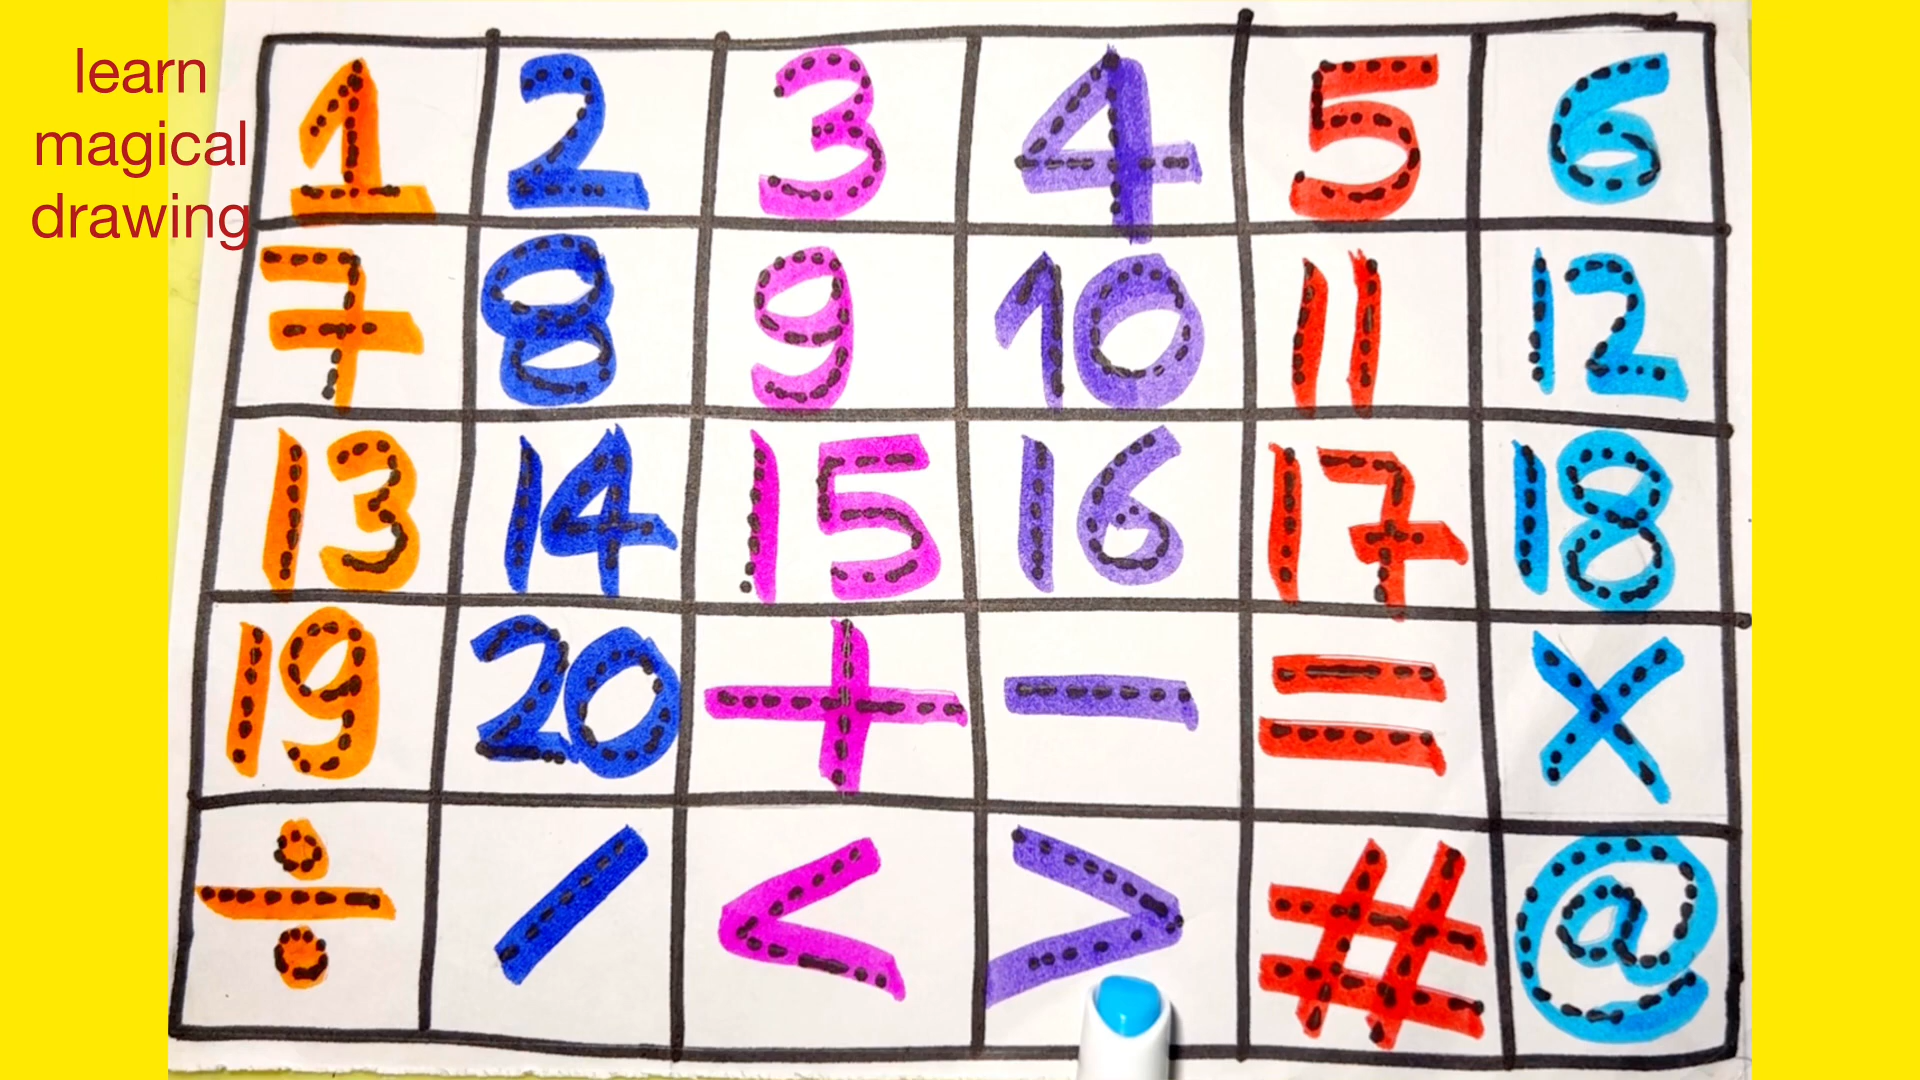 learn
magical
drawing
1 2 3 4 5 6
7 8 9 10 11 12
13 14 15 16 17 18
19 20 + - = ×
÷ / < > # @